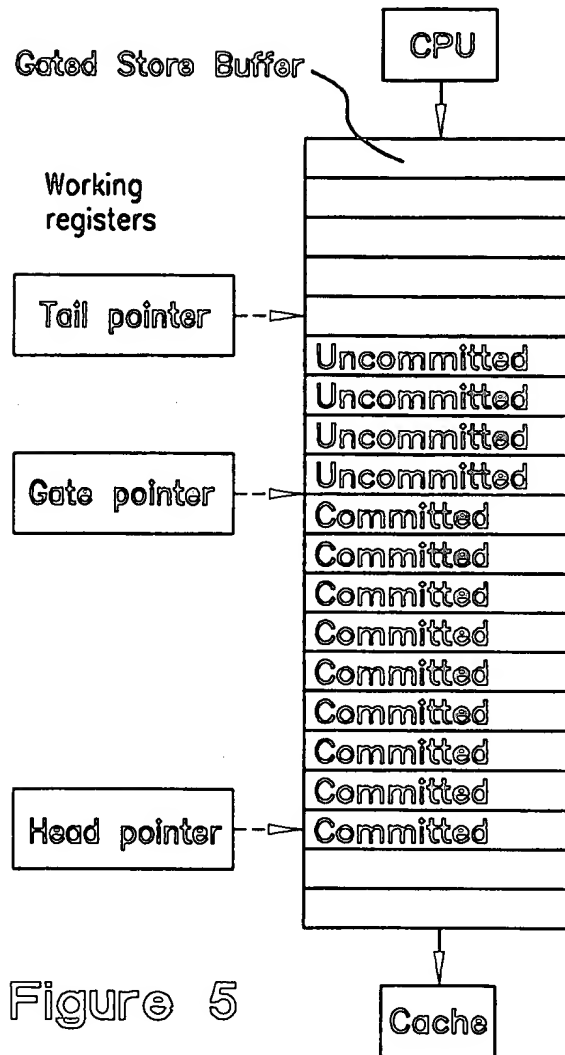 CPU
Gated Store Buffer
Working
registers
Tail pointer
Uncommitted
Uncommitted
Uncommitted
Uncommitted
Gate pointer
Committed
Committed
Committed
Committed
Committed
Committed
Committed
Committed
Head pointer
Committed
Figure 5
Cache